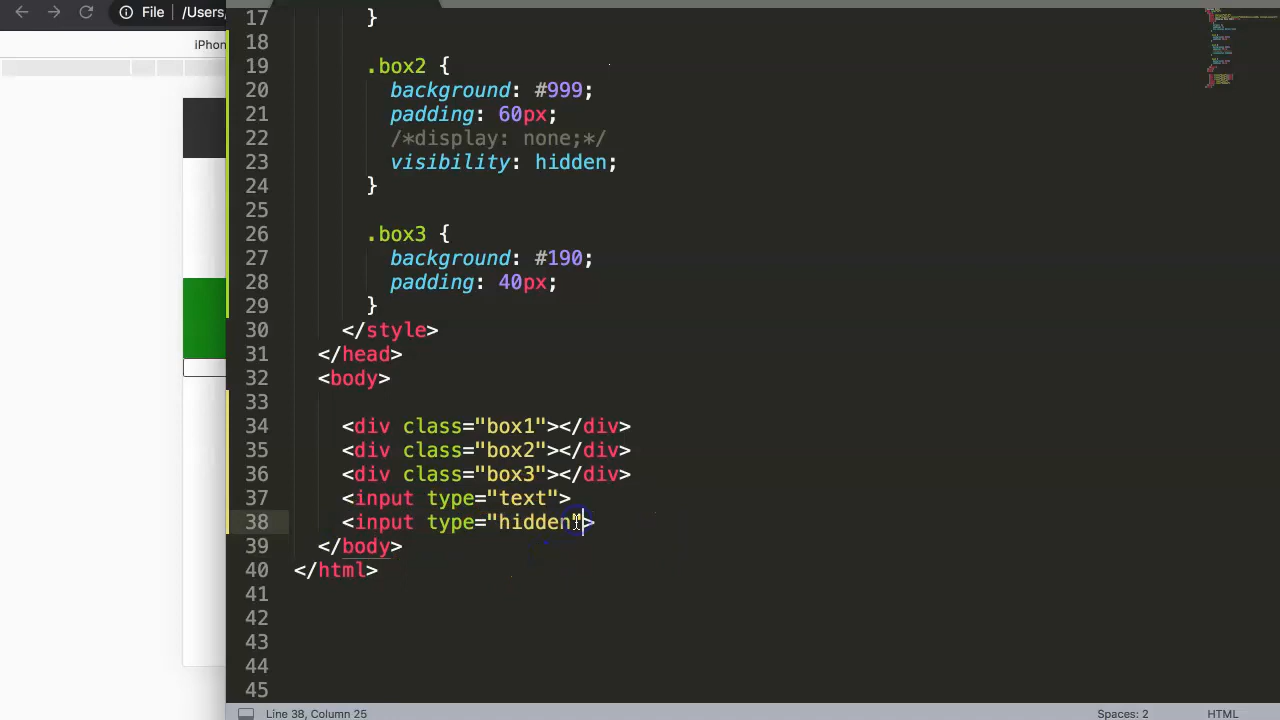 File /Users,
iPhon
17 }
18
19 .box2 {
20 background: #999;
21 padding: 60px;
22 /*display: none;*/
23 visibility: hidden;
24 }
25
26 .box3 {
27 background: #190;
28 padding: 40px;
29 }
30 </style>
31 </head>
32 <body>
33
34 <div class="box1"></div>
35 <div class="box2"></div>
36 <div class="box3"></div>
37 <input type="text">
38 <input type="hidden">
39 </body>
40 </html>
41
42
43
44
45
Line 38, Column 25 Spaces: 2 HTML